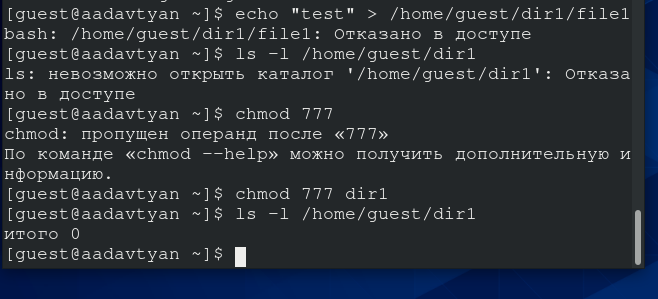 [guest@aadavtyan ~]$ echo "test" > /home/guest/dir1/file1
bash: /home/guest/dir1/file1: Отказано в доступе
[guest@aadavtyan ~]$ ls -l /home/guest/dir1
ls: невозможно открыть каталог '/home/guest/dir1': Отказа
но в доступе
[guest@aadavtyan ~]$ chmod 777
chmod: пропущен операнд после «777»
По команде «chmod --help» можно получить дополнительную и
нформацию.
[guest@aadavtyan ~]$ chmod 777 dir1
[guest@aadavtyan ~]$ ls -l /home/guest/dir1
итого 0
[guest@aadavtyan ~]$